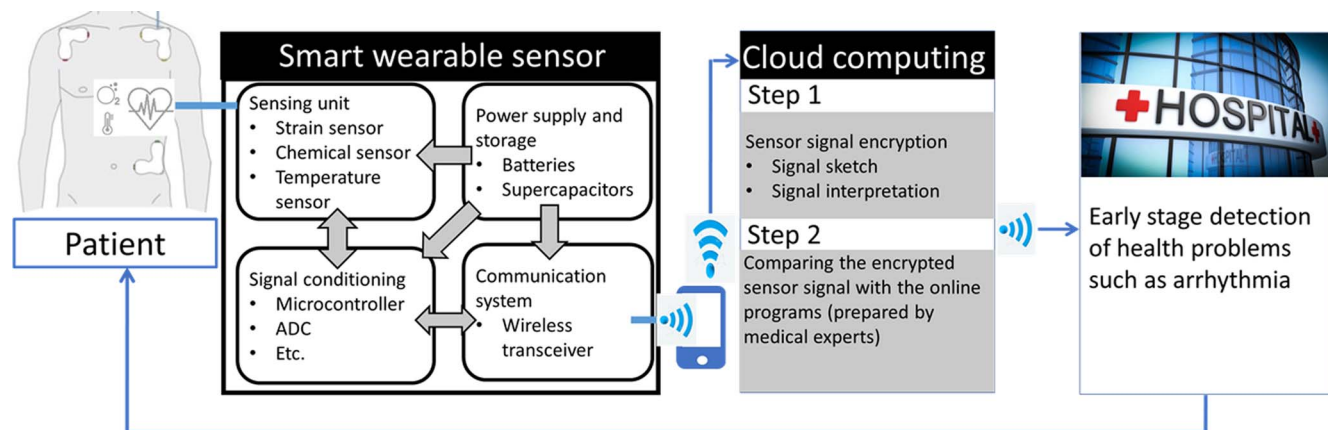 Patient
O2
Smart wearable sensor
Sensing unit
• Strain sensor
• Chemical sensor
• Temperature
sensor
Power supply and
storage
• Batteries
• Supercapacitors
Signal conditioning
• Microcontroller
• ADC
• Etc.
Communication
system
• Wireless
transceiver
Cloud computing
Step 1
Sensor signal encryption
• Signal sketch
• Signal interpretation
Step 2
Comparing the encrypted
sensor signal with the online
programs (prepared by
medical experts)
HOSPITAL
Early stage detection
of health problems
such as arrhythmia